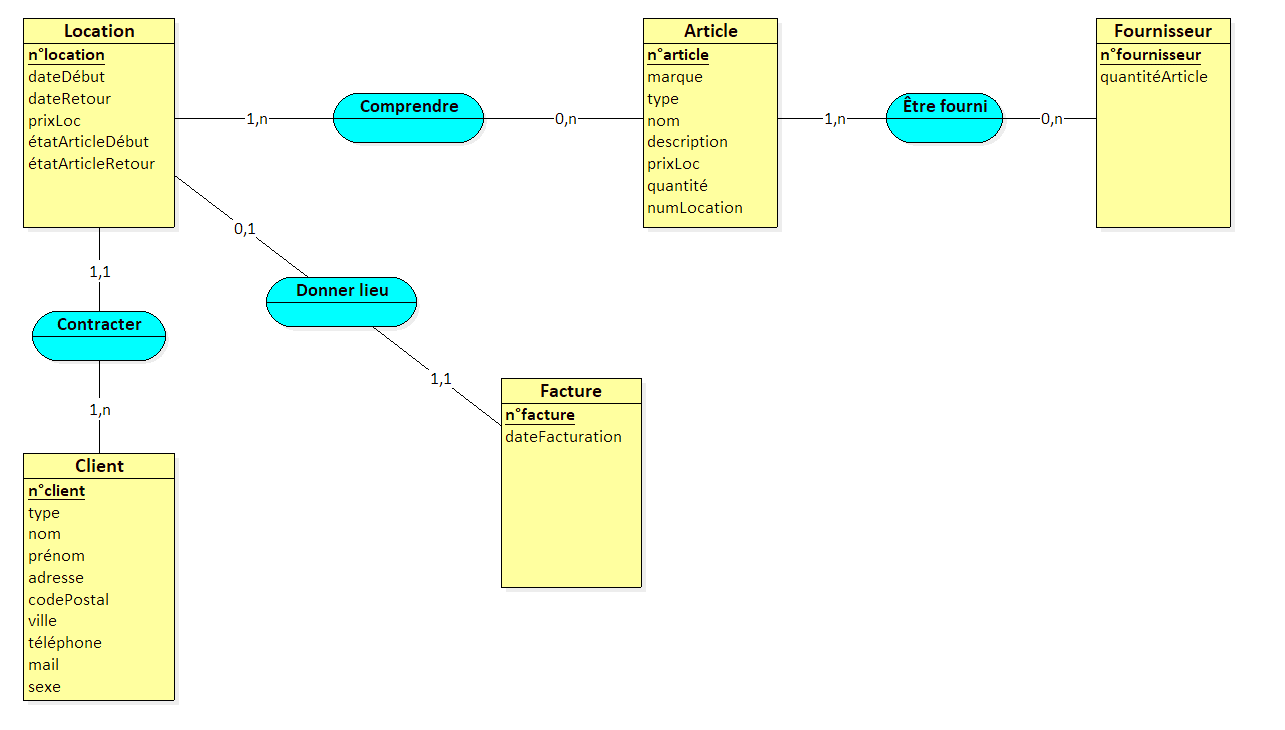 Location
n°location
dateDébut
dateRetour
prixLoc
étatArticleDébut
étatArticleRetour
1,n
Comprendre
0,n
Article
n°article
marque
type
nom
description
prixLoc
quantité
numLocation
1,n
Être fourni
0,n
Fournisseur
n°fournisseur
quantitéArticle
0,1
Donner lieu
1,1
Facture
n°facture
dateFacturation
1,1
Contracter
1,n
Client
n°client
type
nom
prénom
adresse
codePostal
ville
téléphone
mail
sexe